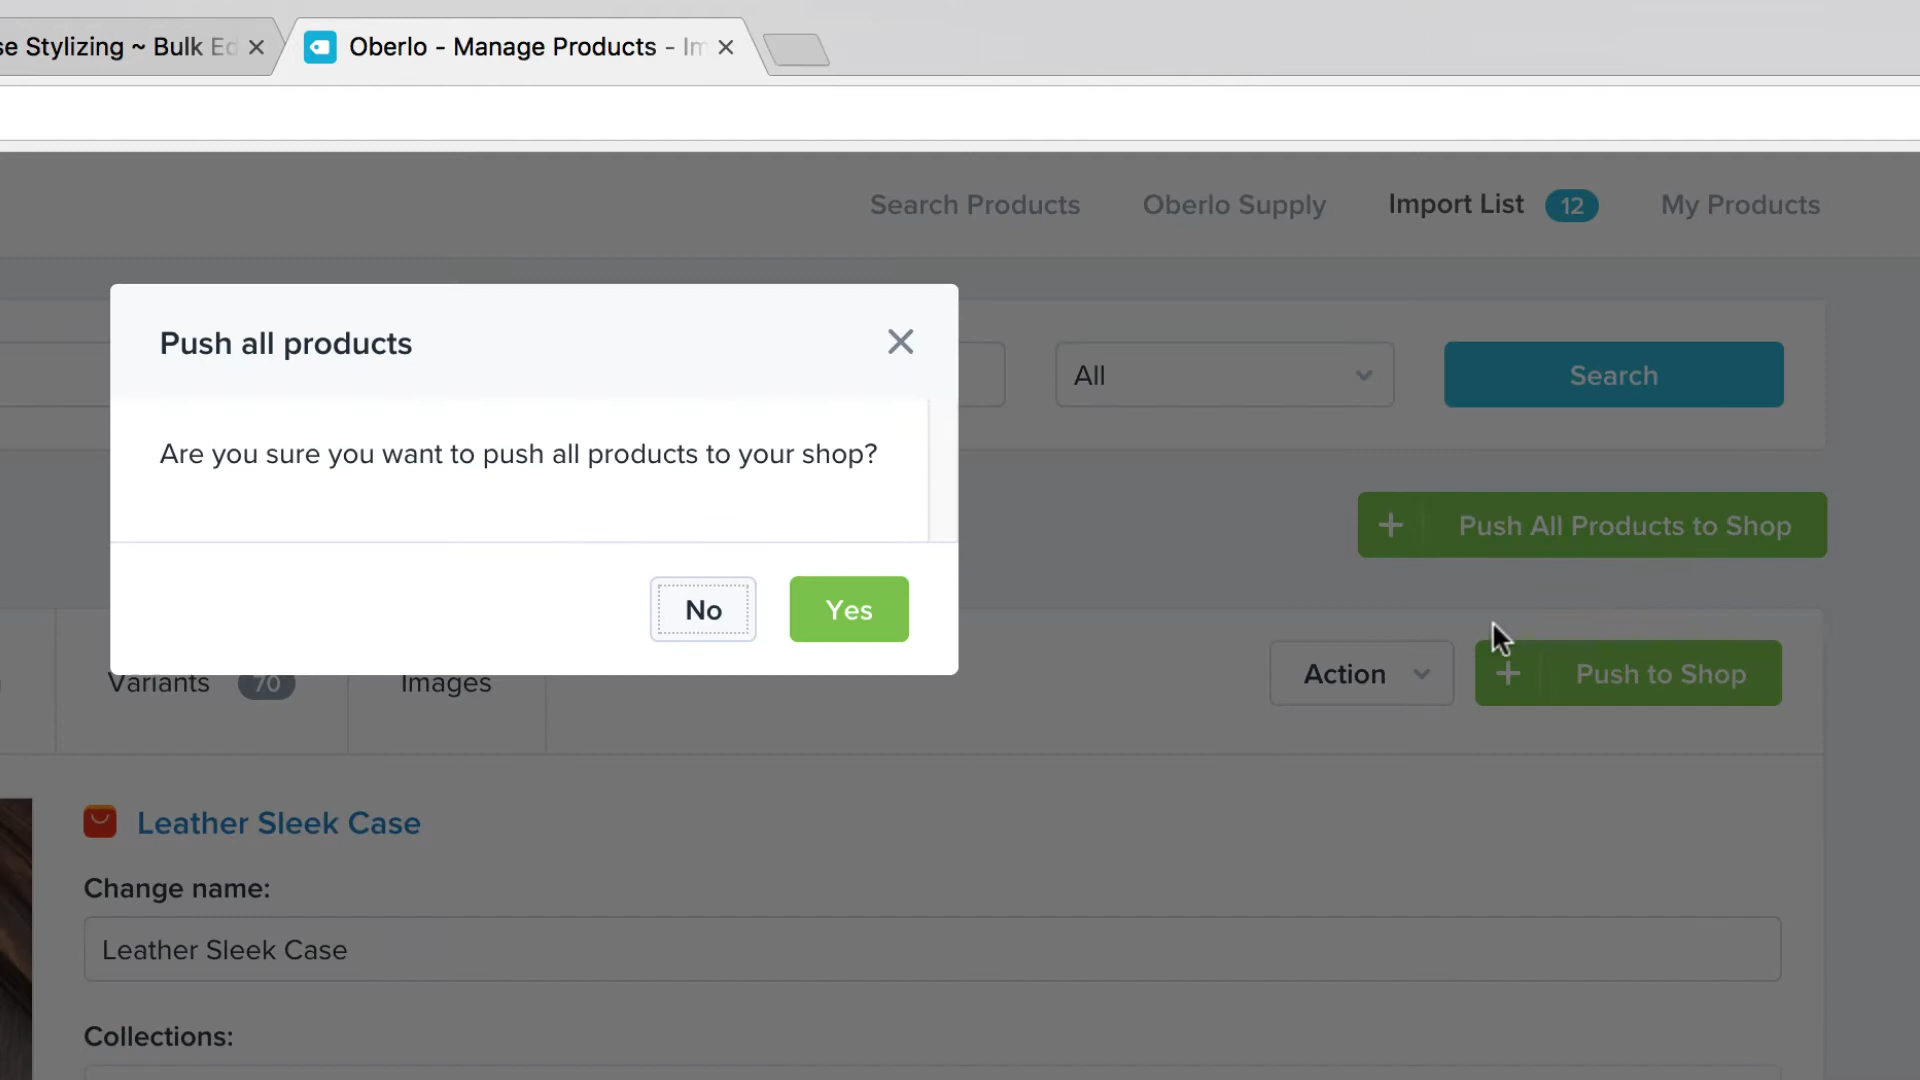 se Stylizing ~ Bulk Ed
Oberlo - Manage Products - Im
Search Products
Oberlo Supply
Import List 12
My Products
Push all products
All
Search
Are you sure you want to push all products to your shop?
+ Push All Products to Shop
No
Yes
Variants 70
Images
Action
+ Push to Shop
Leather Sleek Case
Change name:
Leather Sleek Case
Collections: